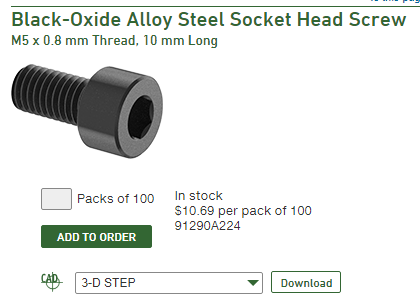 Black-Oxide Alloy Steel Socket Head Screw
M5 x 0.8 mm Thread, 10 mm Long
Packs of 100
In stock
$10.69 per pack of 100
91290A224
ADD TO ORDER
CAD
3-D STEP
Download